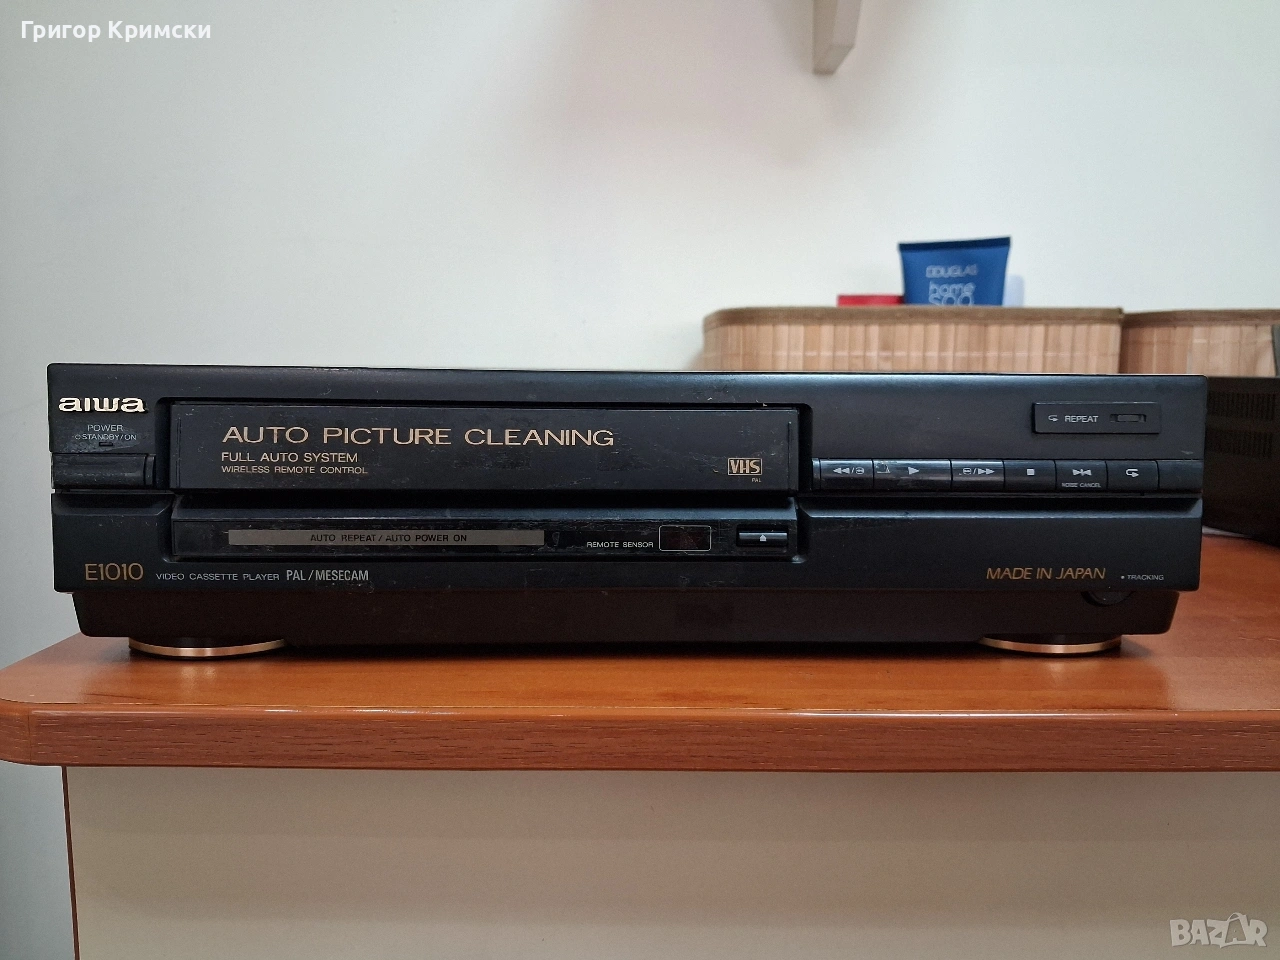 Григор Кримски
DOUGLAS
home
aiwa
POWER
STANDBY/ON
AUTO PICTURE CLEANING
FULL AUTO SYSTEM
WIRELESS REMOTE CONTROL
VHS
PAL
REPEAT
NOISE CANCEL
AUTO REPEAT/AUTO POWER ON
REMOTE SENSOR
E1010 VIDEO CASSETTE PLAYER PAL/MESECAM
MADE IN JAPAN
• TRACKING
BAZAR